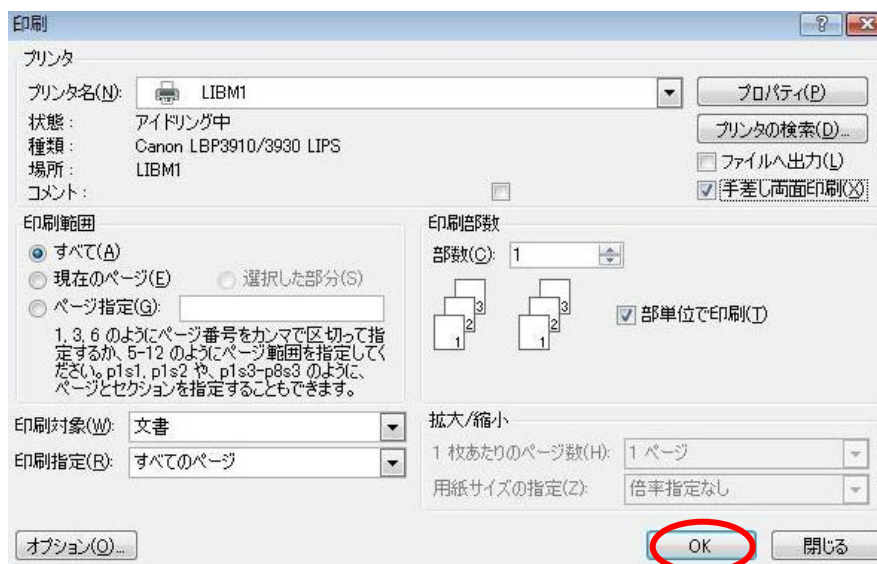 印刷
プリンタ
プリンタ名(N): LIBM1 プロパティ(P)
状態: アイドリング中 プリンタの検索(D)...
種類: Canon LBP3910/3930 LIPS
場所: LIBM1 ファイルへ出力(L)
コメント: 手差し両面印刷(X)
印刷範囲
すべて(A)
現在のページ(E) 選択した部分(S)
ページ指定(G):
1, 3, 6 のようにページ番号をカンマで区切って指
定するか、5-12 のようにページ範囲を指定してく
ださい。p1s1, p1s2 や、p1s3-p8s3 のように、
ページとセクションを指定することもできます。
印刷部数
部数(C): 1
1 2 3 1 2 3
部単位で印刷(T)
印刷対象(W): 文書
印刷指定(R): すべてのページ
拡大/縮小
1 枚あたりのページ数(H): 1 ページ
用紙サイズの指定(Z): 倍率指定なし
オプション(O)... OK 閉じる